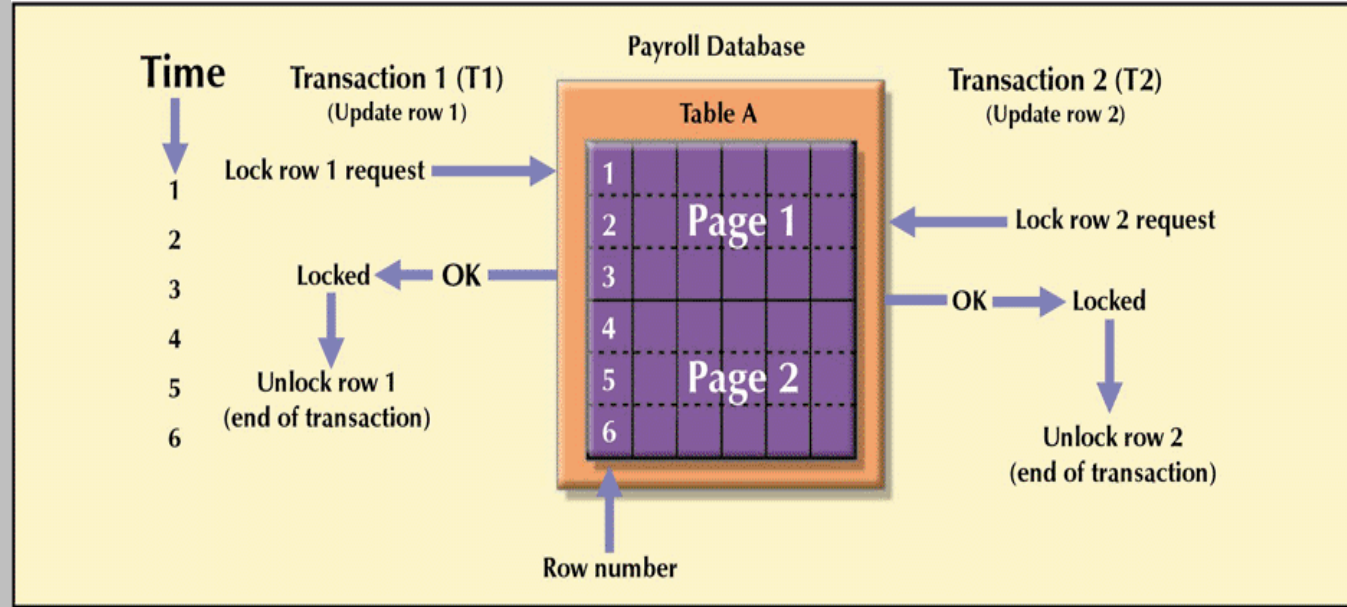 Payroll Database
Time
Transaction 1 (T1)
(Update row 1)
Table A
Transaction 2 (T2)
(Update row 2)
Lock row 1 request
Lock row 2 request
1
2
3
4
5
6
Locked
OK
Unlock row 1
(end of transaction)
1
2
3
4
5
6
Page 1
Page 2
OK
Locked
Unlock row 2
(end of transaction)
Row number